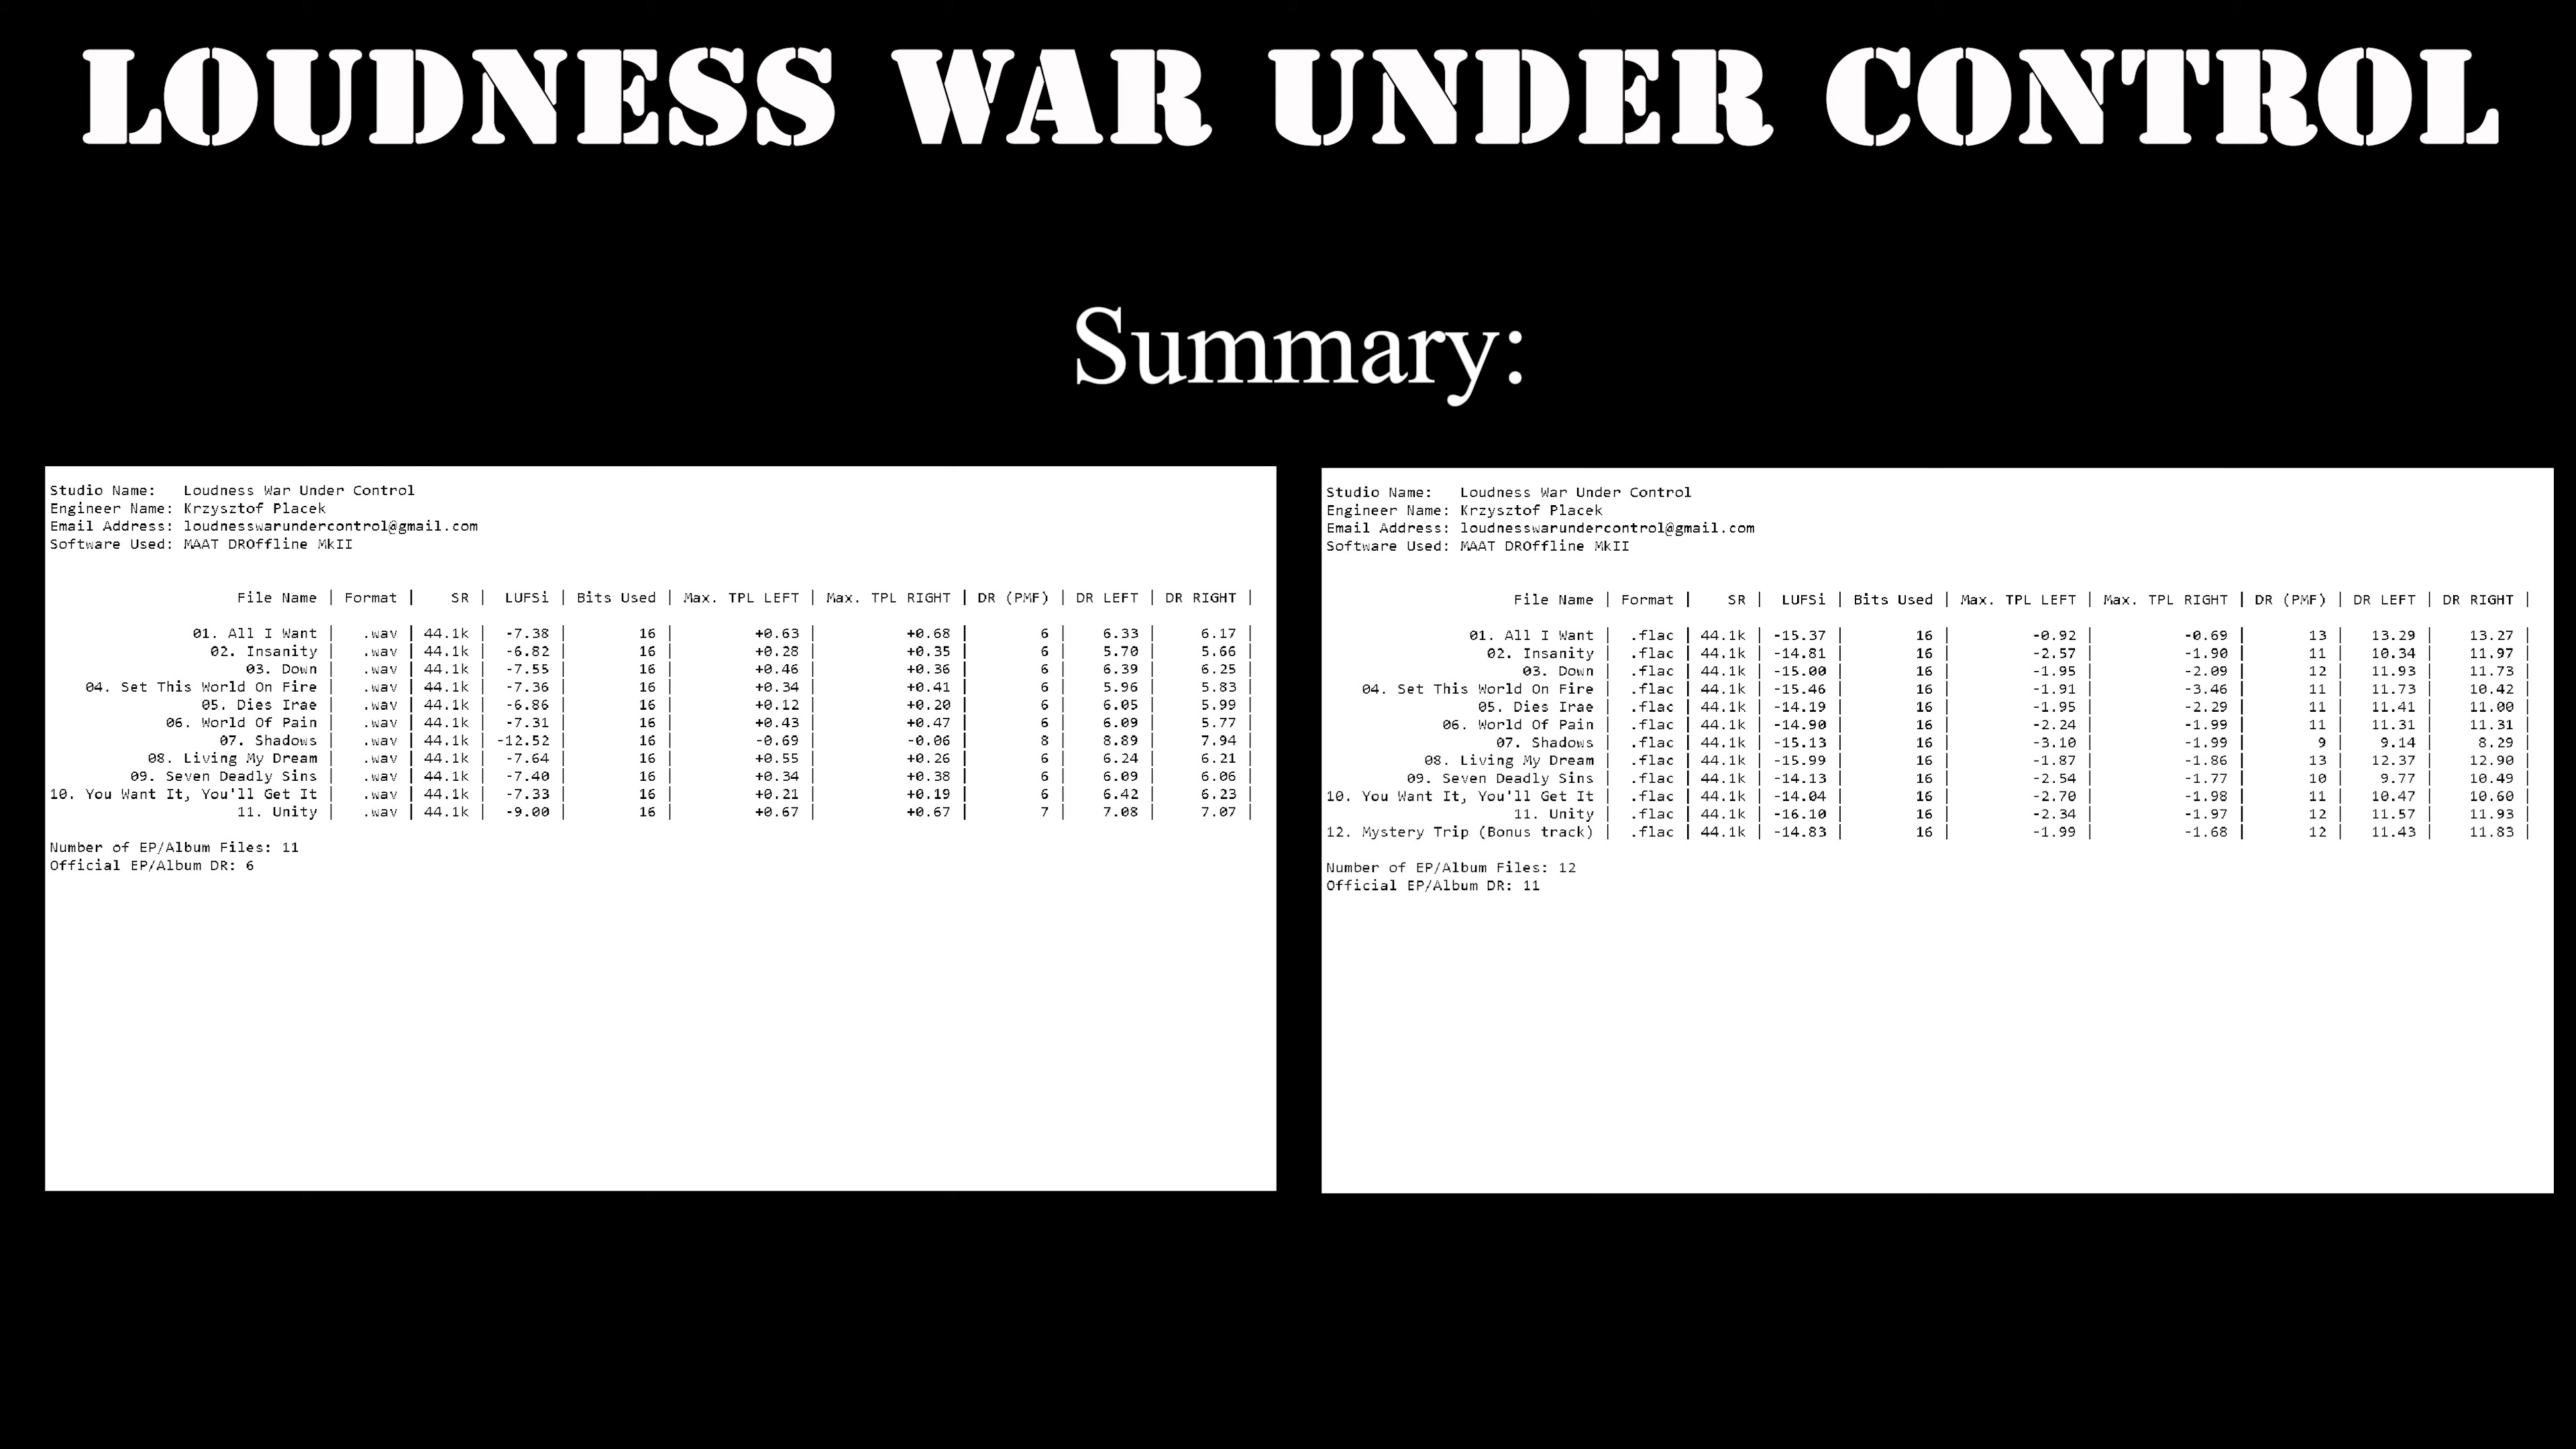 LOUDNESS WAR UNDER CONTROL
Summary:
Studio Name: Loudness War Under Control
Engineer Name: Krzysztof Placek
Email Address: loudnesswarundercontrol@gmail.com
Software Used: MAAT DROffline MkII
File Name | Format | SR | LUFSi | Bits Used | Max. TPL LEFT | Max. TPL RIGHT | DR (PMF) | DR LEFT | DR RIGHT |
01. All I Want | .wav | 44.1k | -7.38 | 16 | +0.63 | +0.68 | 6 | 6.33 | 6.17 |
02. Insanity | .wav | 44.1k | -6.82 | 16 | +0.28 | +0.35 | 6 | 5.70 | 5.66 |
03. Down | .wav | 44.1k | -7.55 | 16 | +0.46 | +0.36 | 6 | 6.39 | 6.25 |
04. Set This World On Fire | .wav | 44.1k | -7.36 | 16 | +0.34 | +0.41 | 6 | 5.96 | 5.83 |
05. Dies Irae | .wav | 44.1k | -6.86 | 16 | +0.12 | +0.20 | 6 | 6.05 | 5.99 |
06. World Of Pain | .wav | 44.1k | -7.31 | 16 | +0.43 | +0.47 | 6 | 6.09 | 5.77 |
07. Shadows | .wav | 44.1k | -12.52 | 16 | -0.69 | -0.06 | 8 | 8.89 | 7.94 |
08. Living My Dream | .wav | 44.1k | -7.64 | 16 | +0.55 | +0.26 | 6 | 6.24 | 6.21 |
09. Seven Deadly Sins | .wav | 44.1k | -7.40 | 16 | +0.34 | +0.38 | 6 | 6.09 | 6.06 |
10. You Want It, You'll Get It | .wav | 44.1k | -7.33 | 16 | +0.21 | +0.19 | 6 | 6.42 | 6.23 |
11. Unity | .wav | 44.1k | -9.00 | 16 | +0.67 | +0.67 | 7 | 7.08 | 7.07 |
Number of EP/Album Files: 11
Official EP/Album DR: 6
Studio Name: Loudness War Under Control
Engineer Name: Krzysztof Placek
Email Address: loudnesswarundercontrol@gmail.com
Software Used: MAAT DROffline MkII
File Name | Format | SR | LUFSi | Bits Used | Max. TPL LEFT | Max. TPL RIGHT | DR (PMF) | DR LEFT | DR RIGHT |
01. All I Want | .flac | 44.1k | -15.37 | 16 | -0.92 | -0.69 | 13 | 13.29 | 13.27 |
02. Insanity | .flac | 44.1k | -14.81 | 16 | -2.57 | -1.90 | 11 | 10.34 | 11.97 |
03. Down | .flac | 44.1k | -15.00 | 16 | -1.95 | -2.09 | 12 | 11.93 | 11.73 |
04. Set This World On Fire | .flac | 44.1k | -15.46 | 16 | -1.91 | -3.46 | 11 | 11.73 | 10.42 |
05. Dies Irae | .flac | 44.1k | -14.19 | 16 | -1.95 | -2.29 | 11 | 11.41 | 11.00 |
06. World Of Pain | .flac | 44.1k | -14.90 | 16 | -2.24 | -1.99 | 11 | 11.31 | 11.31 |
07. Shadows | .flac | 44.1k | -15.13 | 16 | -3.10 | -1.99 | 9 | 9.14 | 8.29 |
08. Living My Dream | .flac | 44.1k | -15.99 | 16 | -1.87 | -1.86 | 13 | 12.37 | 12.90 |
09. Seven Deadly Sins | .flac | 44.1k | -14.13 | 16 | -2.54 | -1.77 | 10 | 9.77 | 10.49 |
10. You Want It, You'll Get It | .flac | 44.1k | -14.04 | 16 | -2.70 | -1.98 | 11 | 10.47 | 10.60 |
11. Unity | .flac | 44.1k | -16.10 | 16 | -2.34 | -1.97 | 12 | 11.57 | 11.93 |
12. Mystery Trip (Bonus track) | .flac | 44.1k | -14.83 | 16 | -1.99 | -1.68 | 12 | 11.43 | 11.83 |
Number of EP/Album Files: 12
Official EP/Album DR: 11